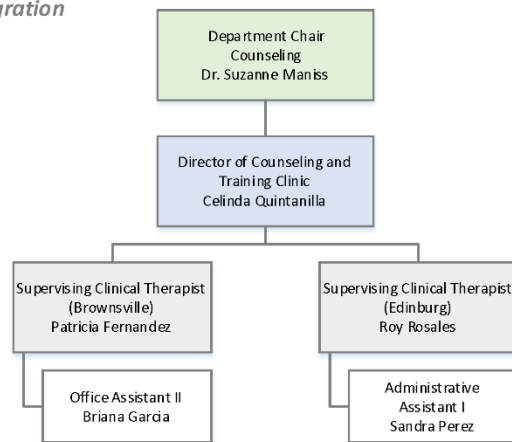 gration
Department Chair
Counseling
Dr. Suzanne Maniss
Director of Counseling and
Training Clinic
Celinda Quintanilla
Supervising Clinical Therapist
(Brownsville)
Patricia Fernandez
Supervising Clinical Therapist
(Edinburg)
Roy Rosales
Office Assistant II
Briana Garcia
Administrative
Assistant I
Sandra Perez